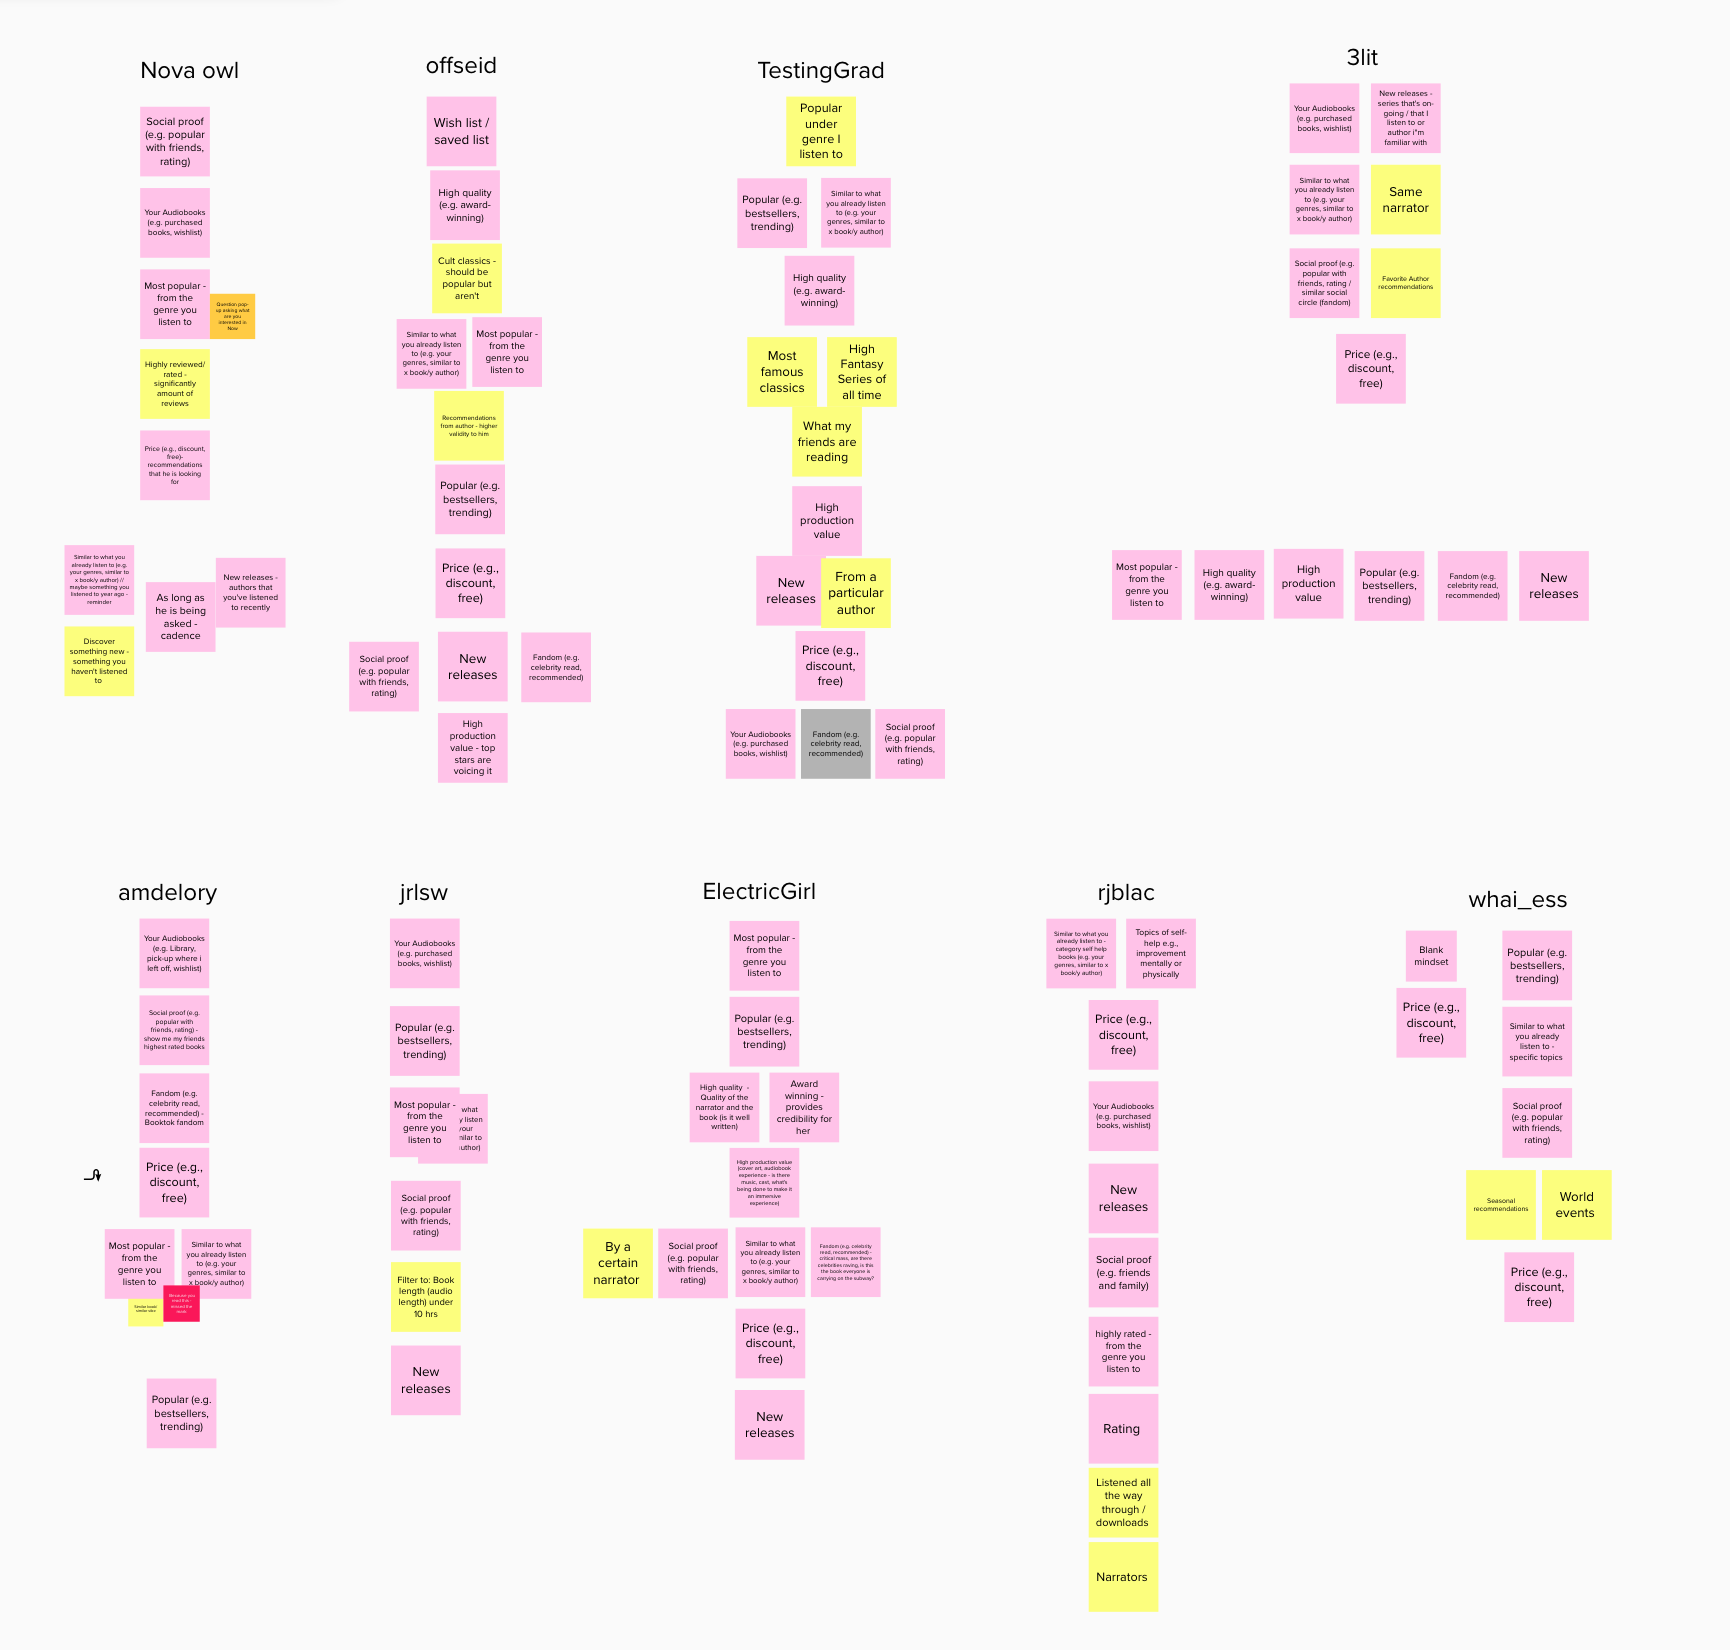 Nova owl
Social proof
(e.g. popular
with friends,
rating)
Your Audiobooks
(e.g. purchased
books, wishlist)
Most popular -
from the
genre you
listen to
Question pop-
up asking what
are you
interested in
Now
Highly reviewed/
rated -
significantly
amount of
reviews
Price (e.g., discount,
free)-
recommendations
that he is looking
for
Similar to what you
already listen to (e.g.
your genres, similar to
x book/y author) //
maybe something you
listened to year ago -
reminder
As long as
he is being
asked -
cadence
New releases -
authors that
you've listened
to recently
Discover
something new -
something you
haven't listened
to
offseid
Wish list /
saved list
High quality
(e.g. award-
winning)
Cult classics -
should be
popular but
aren't
Similar to what
you already listen
to (e.g. your
genres, similar to
x book/y author)
Most popular -
from the
genre you
listen to
Recommendations
from author - higher
validity to him
Popular (e.g.
bestsellers,
trending)
Price (e.g.,
discount,
free)
Social proof
(e.g. popular
with friends,
rating)
New
releases
Fandom (e.g.
celebrity read,
recommended)
High
production
value - top
stars are
voicing it
TestingGrad
Popular
under
genre I
listen to
Popular (e.g.
bestsellers,
trending)
Similar to what
you already listen
to (e.g. your
genres, similar to
x book/y author)
High quality
(e.g. award-
winning)
Most
famous
classics
High
Fantasy
Series of
all time
What my
friends are
reading
High
production
value
New
releases
From a
particular
author
Price (e.g.,
discount,
free)
Your Audiobooks
(e.g. purchased
books, wishlist)
Fandom (e.g.
celebrity read,
recommended)
Social proof
(e.g. popular
with friends,
rating)
3lit
Your Audiobooks
(e.g. purchased
books, wishlist)
New releases -
series that's on-
going / that I
listen to or
author i"m
familiar with
Similar to what
you already listen
to (e.g. your
genres, similar to
x book/y author)
Same
narrator
Social proof (e.g.
popular with
friends, rating /
similar social
circle (fandom)
Favorite Author
recommendations
Price (e.g.,
discount,
free)
Most popular -
from the
genre you
listen to
High quality
(e.g. award-
winning)
High
production
value
Popular (e.g.
bestsellers,
trending)
Fandom (e.g.
celebrity read,
recommended)
New
releases
amdelory
Your Audiobooks
(e.g. Library,
pick-up where i
left off, wishlist)
Social proof (e.g.
popular with
friends, rating) -
show me my friends
highest rated books
Fandom (e.g.
celebrity read,
recommended) -
Booktok fandom
Price (e.g.,
discount,
free)
Most popular -
from the
genre you
listen to
Similar to what
you already listen
to (e.g. your
genres, similar to
x book/y author)
Because you
read this -
Popular (e.g.
bestsellers,
trending)
jrlsw
Your Audiobooks
(e.g. purchased
books, wishlist)
Popular (e.g.
bestsellers,
trending)
Most popular -
from the
genre you
listen to
what
y listen
your
nilar to
uthor)
Social proof
(e.g. popular
with friends,
rating)
Filter to: Book
length (audio
length) under
10 hrs
New
releases
ElectricGirl
Most popular -
from the
genre you
listen to
Popular (e.g.
bestsellers,
trending)
High quality -
Quality of the
narrator and the
book (is it well
written)
Award
winning -
provides
credibility for
her
High production value
(cover art, audiobook
experience - is there
music, cast, what's
being done to make it
an immersive
experience)
By a
certain
narrator
Social proof
(e.g. popular
with friends,
rating)
Similar to what
you already listen
to (e.g. your
genres, similar to
x book/y author)
Fandom (e.g. celebrity
read, recommended) -
critical mass, are there
celebrities raving, is this
the book everyone is
carrying on the subway?
Price (e.g.,
discount,
free)
New
releases
rjblac
Similar to what you
already listen to -
category self help
books (e.g. your
genres, similar to x
book/y author)
Topics of self-
help e.g.,
improvement
mentally or
physically
Price (e.g.,
discount,
free)
Your Audiobooks
(e.g. purchased
books, wishlist)
New
releases
Social proof
(e.g. friends
and family)
highly rated -
from the
genre you
listen to
Rating
Listened all
the way
through /
downloads
Narrators
whai_ess
Blank
mindset
Price (e.g.,
discount,
free)
Popular (e.g.
bestsellers,
trending)
Similar to what
you already
listen to -
specific topics
Social proof
(e.g. popular
with friends,
rating)
Seasonal
recommendations
World
events
Price (e.g.,
discount,
free)